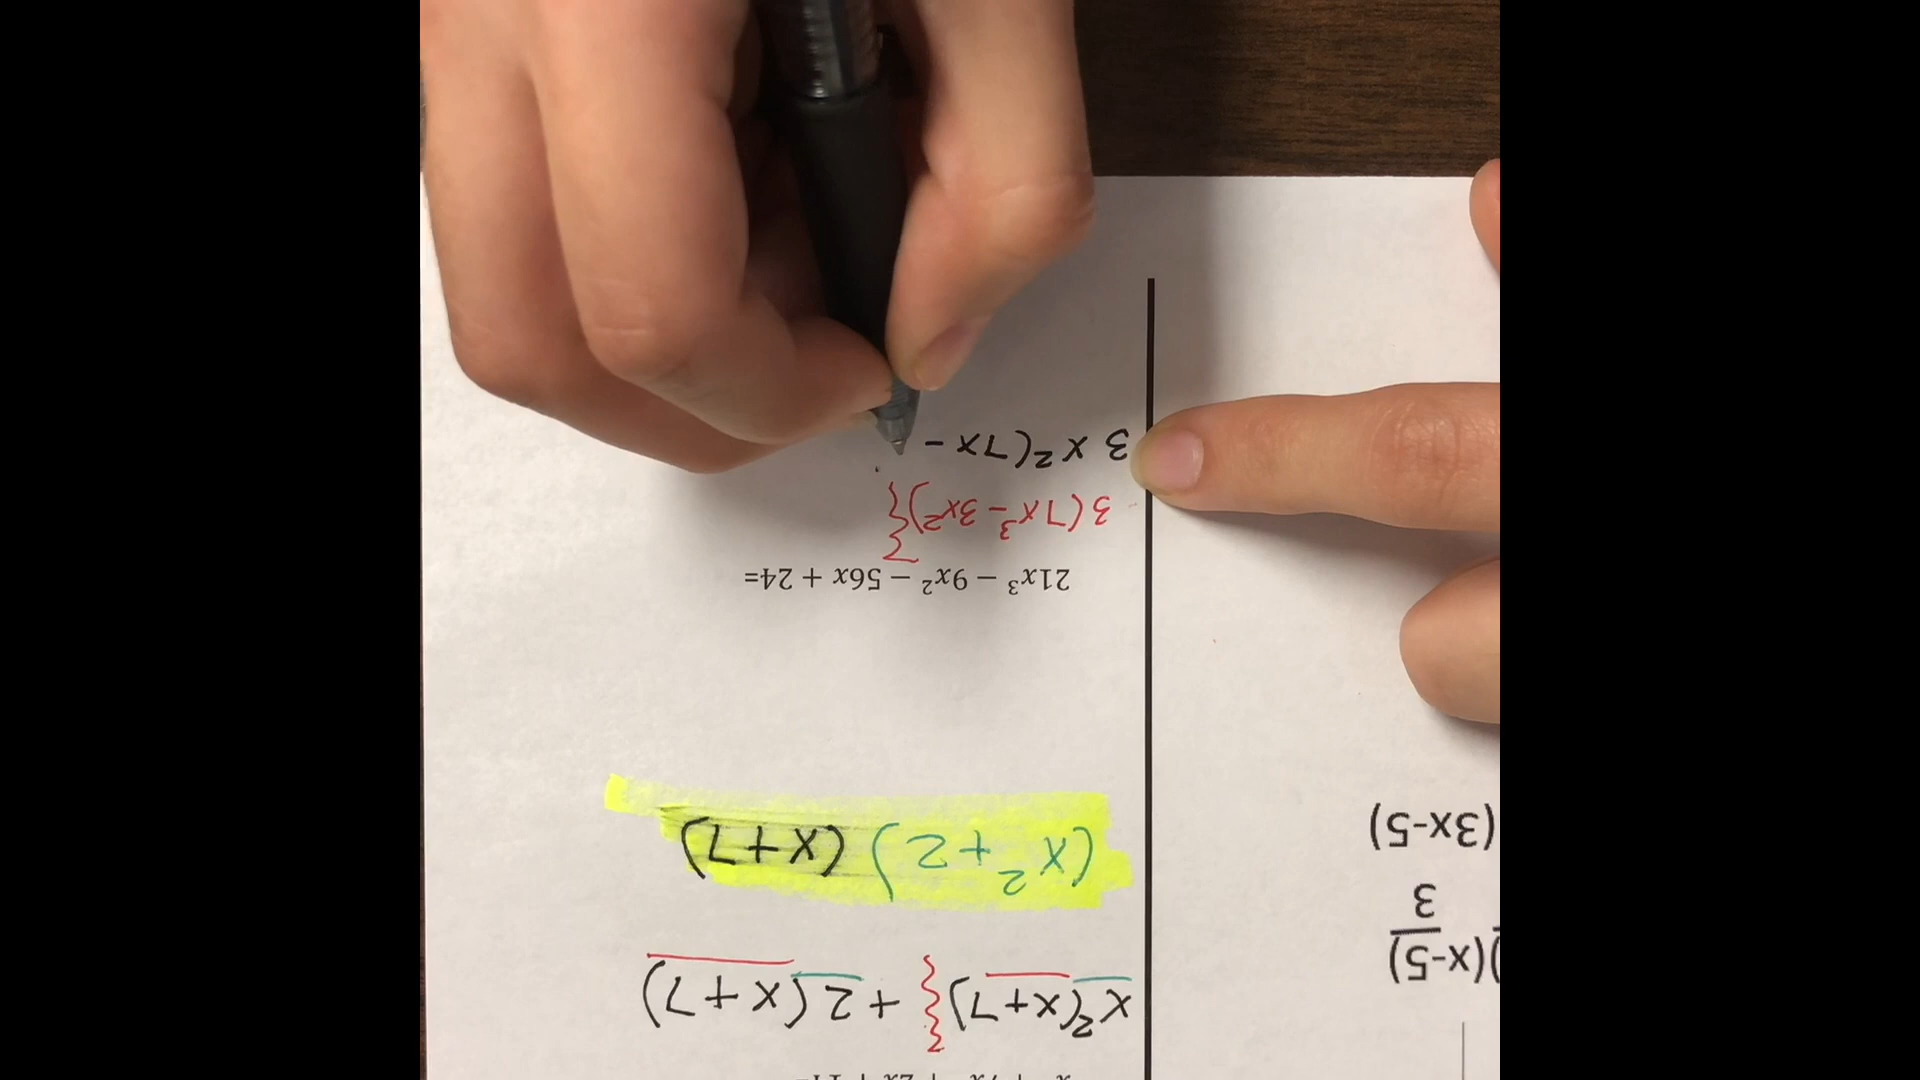 )(x-5)
3
(3x-5)
x²(x+7) + 2(x+7)
(x²+2)(x+7)
21x³ − 9x² − 56x + 24=
3(7x³ - 3x²)
3x²(7x -